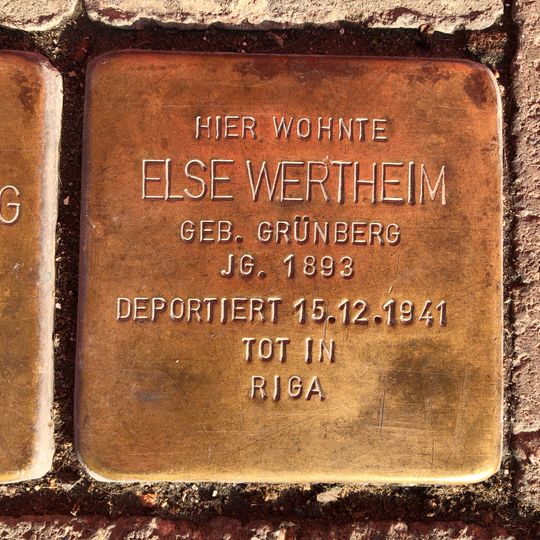 HIER WOHNTE
ELSE WERTHEIM
GEB. GRÜNBERG
JG. 1893
DEPORTIERT 15.12.1941
TOT IN
RIGA
G